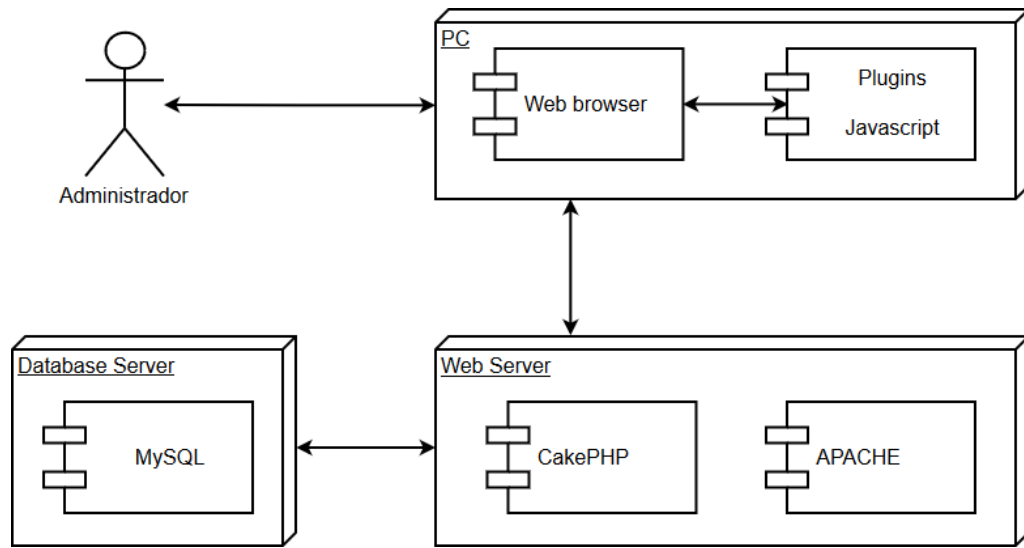 PC
Web browser
Plugins
Javascript
Administrador
Database Server
MySQL
Web Server
CakePHP
APACHE